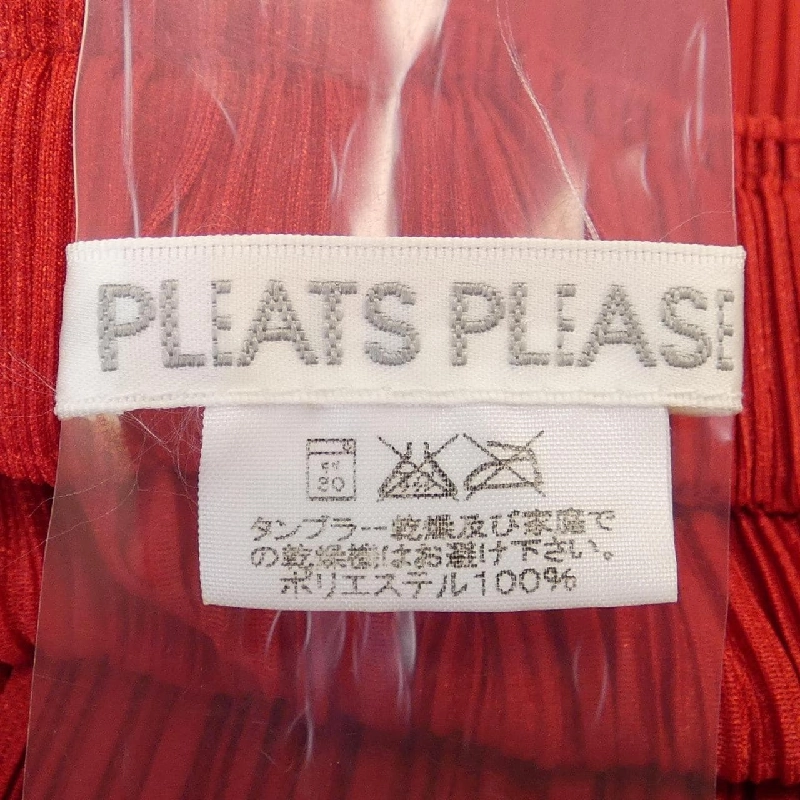 PLEATS PLEASE
タンブラー乾燥及び家庭で
の乾燥機はお避け下さい。
ポリエステル100%